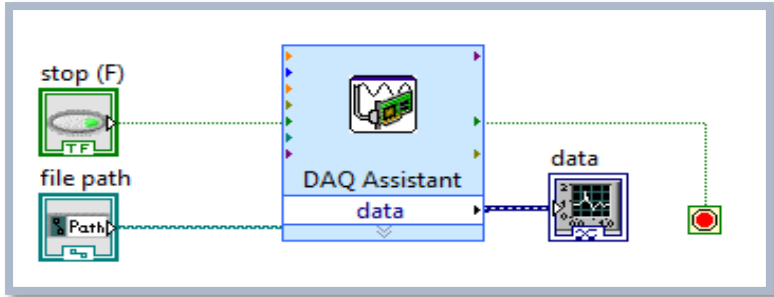 stop (F)
TF
file path
Path
DAQ Assistant
data
data